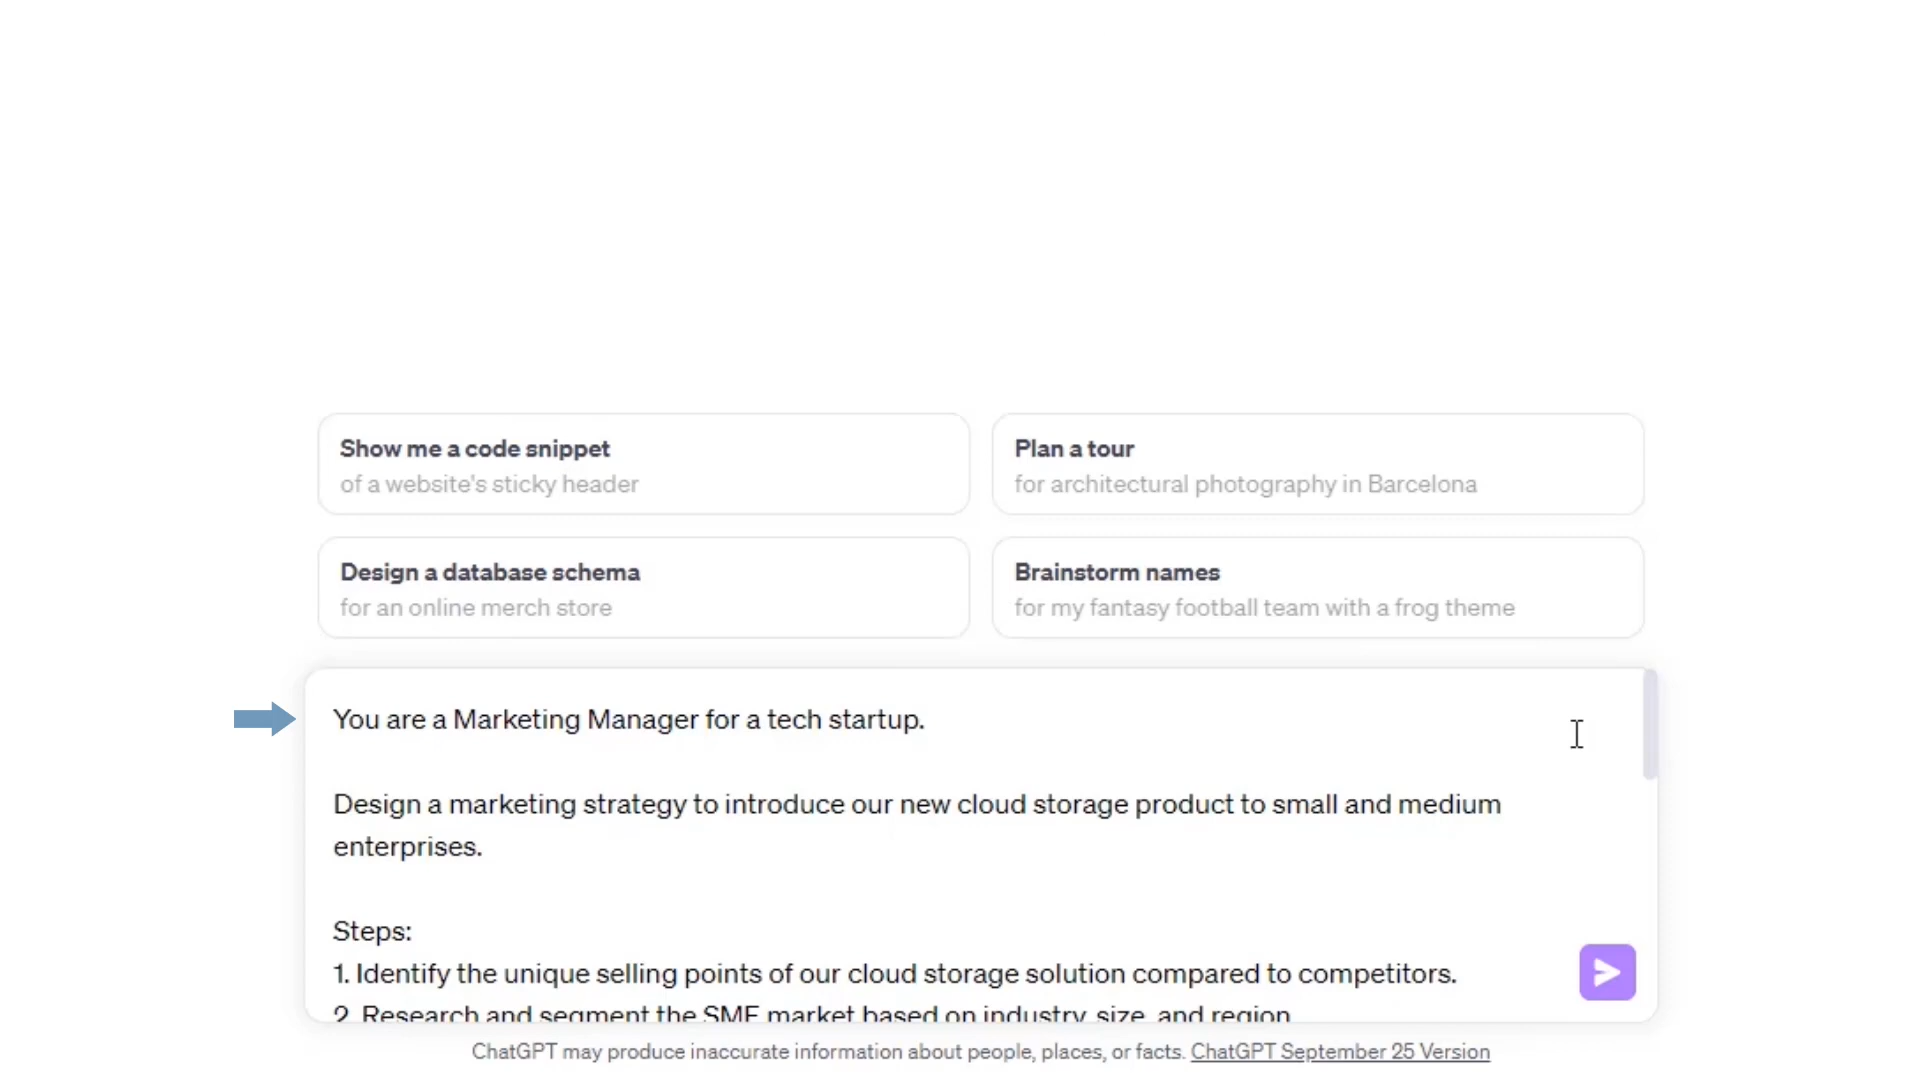 Show me a code snippet
of a website's sticky header
Plan a tour
for architectural photography in Barcelona
Design a database schema
for an online merch store
Brainstorm names
for my fantasy football team with a frog theme
You are a Marketing Manager for a tech startup.
Design a marketing strategy to introduce our new cloud storage product to small and medium
enterprises.
Steps:
1. Identify the unique selling points of our cloud storage solution compared to competitors.
2. Research and segment the SME market based on industry, size, and region
ChatGPT may produce inaccurate information about people, places, or facts. ChatGPT September 25 Version